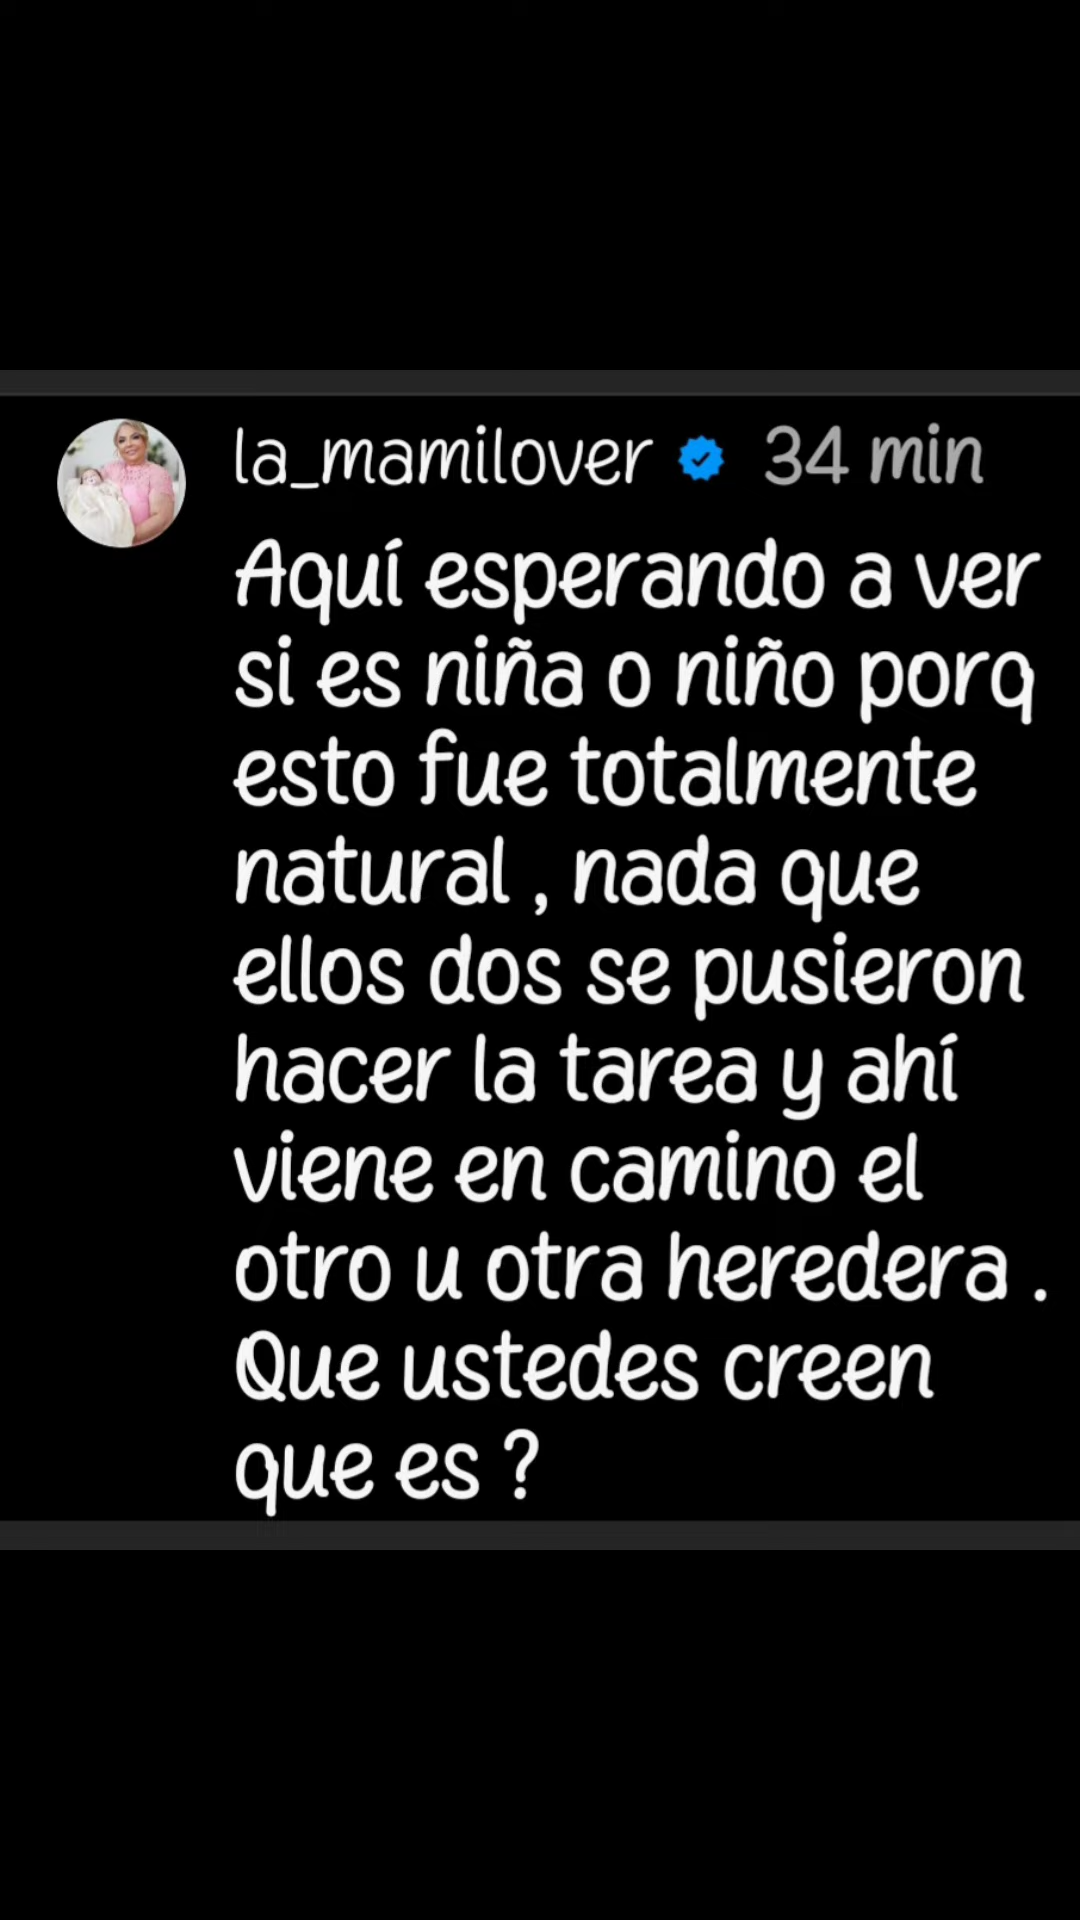 la_mamilover 34 min
Aquí esperando a ver
si es niña o niño porq
esto fue totalmente
natural , nada que
ellos dos se pusieron
hacer la tarea y ahí
viene en camino el
otro u otra heredera .
Que ustedes creen
que es ?